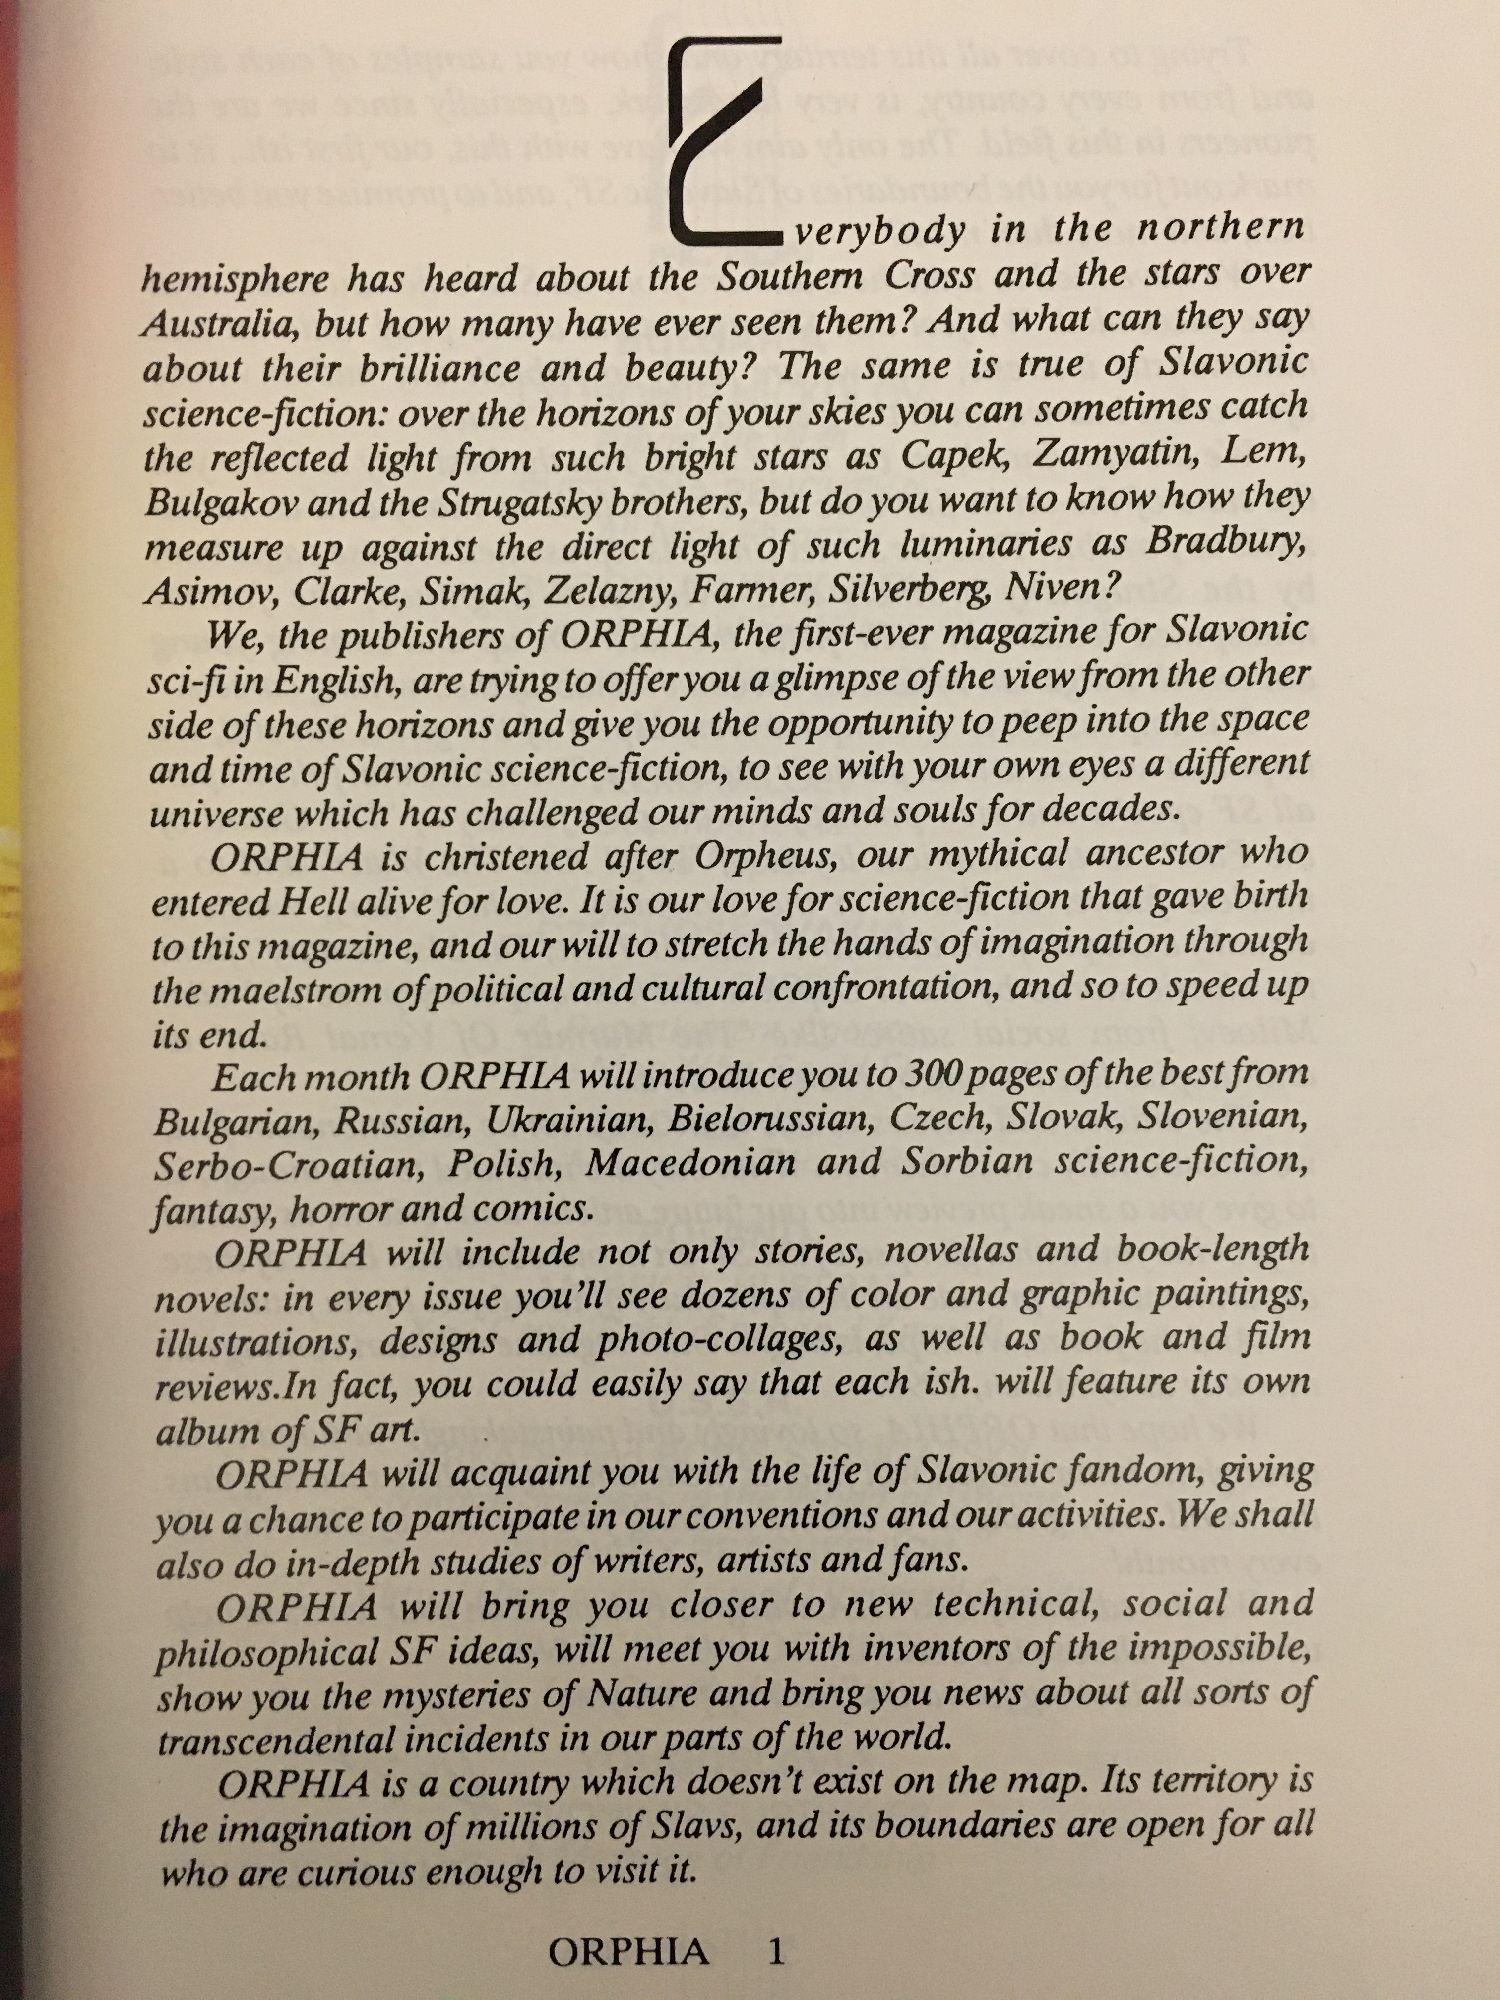 Everybody in the northern
hemisphere has heard about the Southern Cross and the stars over
Australia, but how many have ever seen them? And what can they say
about their brilliance and beauty? The same is true of Slavonic
science-fiction: over the horizons of your skies you can sometimes catch
the reflected light from such bright stars as Capek, Zamyatin, Lem,
Bulgakov and the Strugatsky brothers, but do you want to know how they
measure up against the direct light of such luminaries as Bradbury,
Asimov, Clarke, Simak, Zelazny, Farmer, Silverberg, Niven?
We, the publishers of ORPHIA, the first-ever magazine for Slavonic
sci-fi in English, are trying to offer you a glimpse of the view from the other
side of these horizons and give you the opportunity to peep into the space
and time of Slavonic science-fiction, to see with your own eyes a different
universe which has challenged our minds and souls for decades.
ORPHIA is christened after Orpheus, our mythical ancestor who
entered Hell alive for love. It is our love for science-fiction that gave birth
to this magazine, and our will to stretch the hands of imagination through
the maelstrom of political and cultural confrontation, and so to speed up
its end.
Each month ORPHIA will introduce you to 300 pages of the best from
Bulgarian, Russian, Ukrainian, Bielorussian, Czech, Slovak, Slovenian,
Serbo-Croatian, Polish, Macedonian and Sorbian science-fiction,
fantasy, horror and comics.
ORPHIA will include not only stories, novellas and book-length
novels: in every issue you'll see dozens of color and graphic paintings,
illustrations, designs and photo-collages, as well as book and film
reviews.In fact, you could easily say that each ish. will feature its own
album of SF art.
ORPHIA will acquaint you with the life of Slavonic fandom, giving
you a chance to participate in our conventions and our activities. We shall
also do in-depth studies of writers, artists and fans.
ORPHIA will bring you closer to new technical, social and
philosophical SF ideas, will meet you with inventors of the impossible,
show you the mysteries of Nature and bring you news about all sorts of
transcendental incidents in our parts of the world.
ORPHIA is a country which doesn't exist on the map. Its territory is
the imagination of millions of Slavs, and its boundaries are open for all
who are curious enough to visit it.
ORPHIA 1